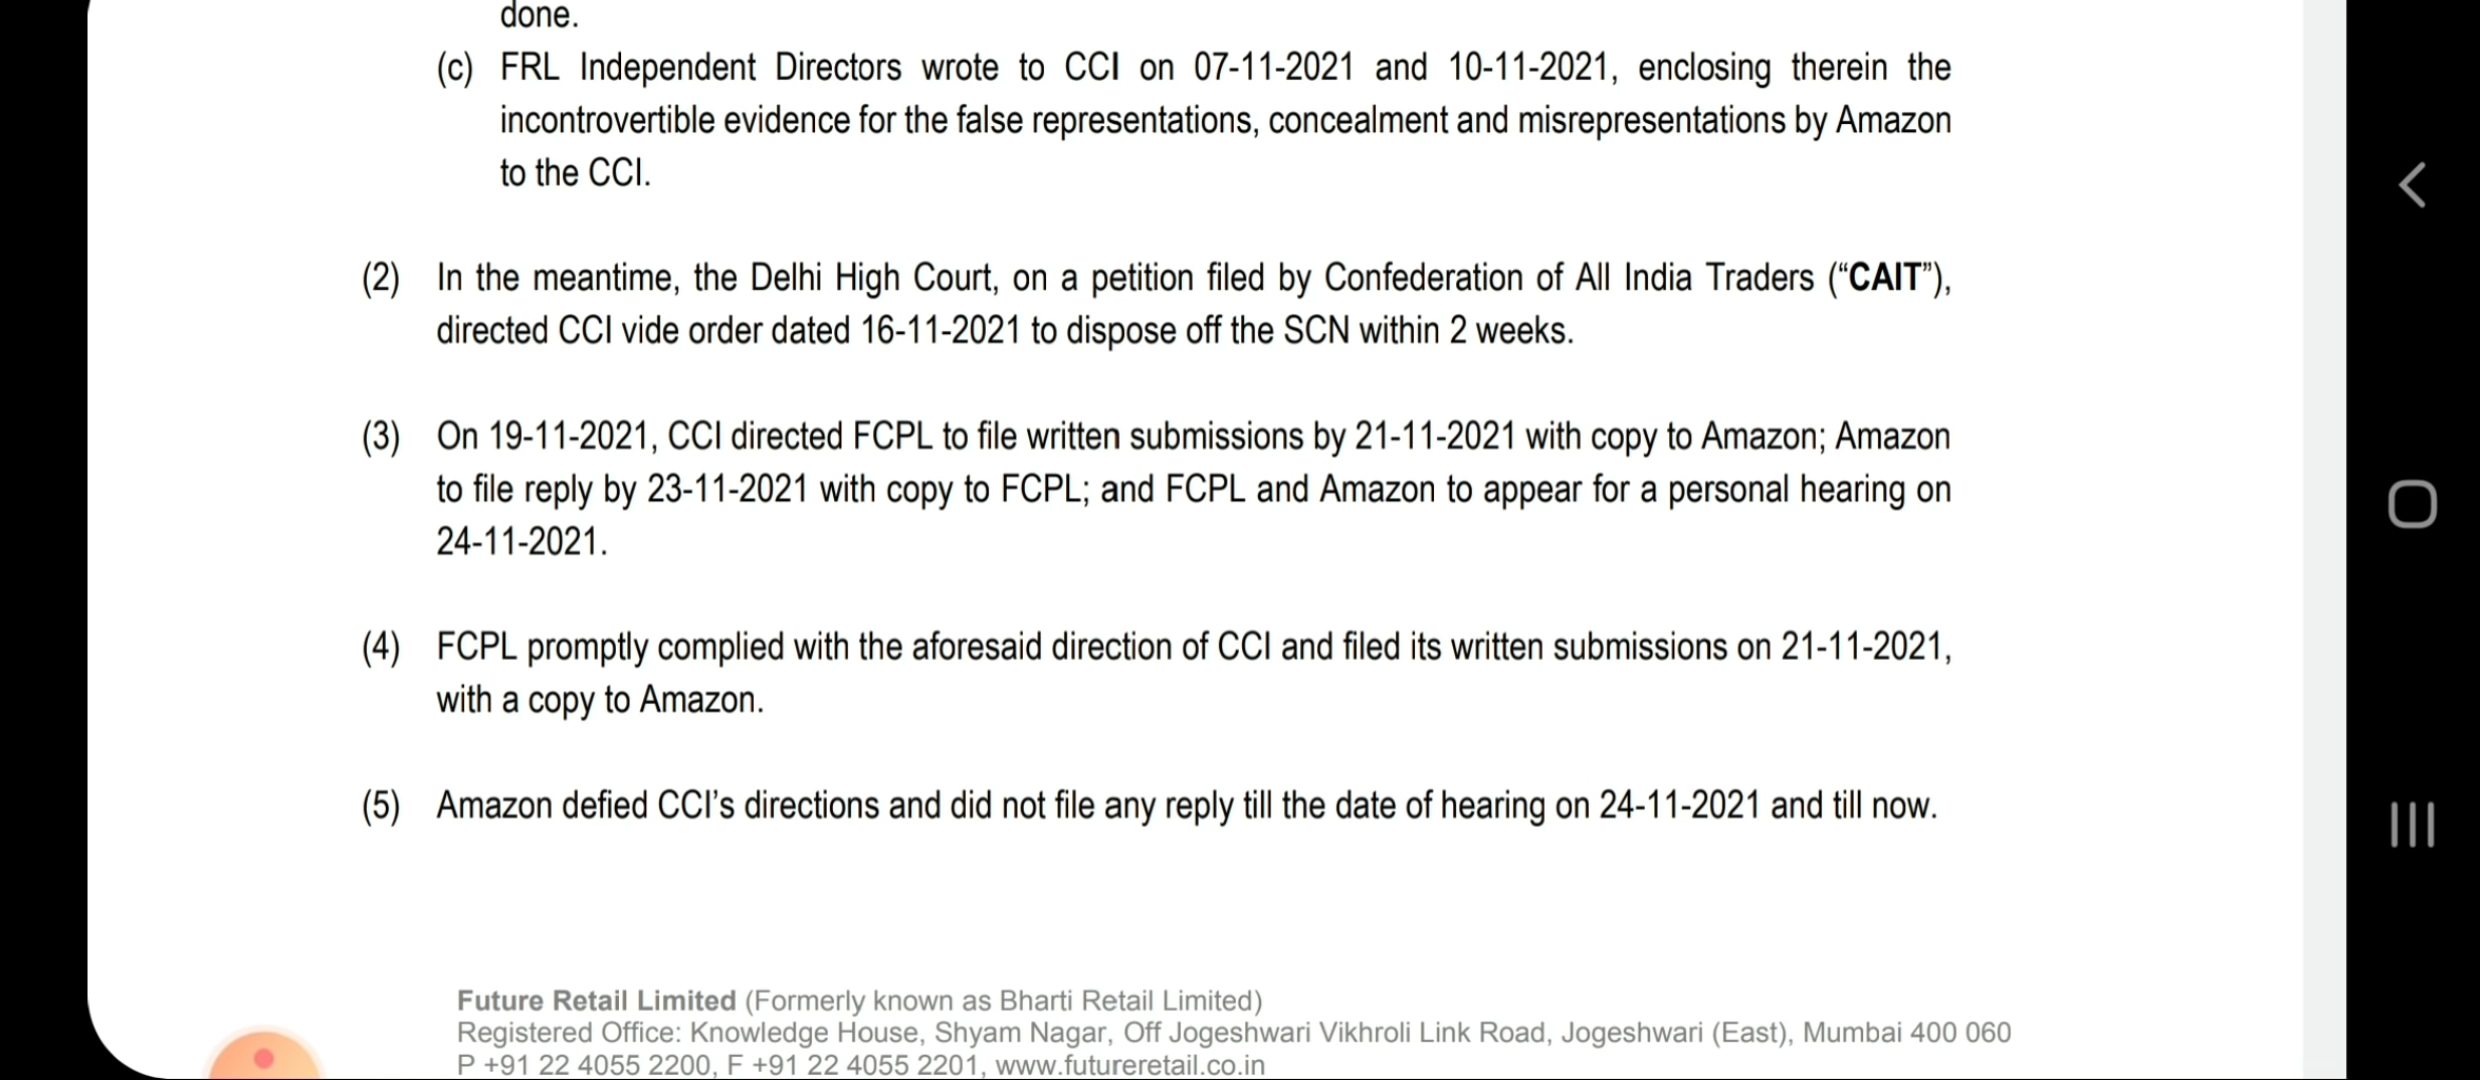 done.
(c) FRL Independent Directors wrote to CCI on 07-11-2021 and 10-11-2021, enclosing therein the
incontrovertible evidence for the false representations, concealment and misrepresentations by Amazon
to the CCI.
(2) In the meantime, the Delhi High Court, on a petition filed by Confederation of All India Traders (“CAIT”),
directed CCI vide order dated 16-11-2021 to dispose off the SCN within 2 weeks.
(3) On 19-11-2021, CCI directed FCPL to file written submissions by 21-11-2021 with copy to Amazon; Amazon
to file reply by 23-11-2021 with copy to FCPL; and FCPL and Amazon to appear for a personal hearing on
24-11-2021.
(4) FCPL promptly complied with the aforesaid direction of CCI and filed its written submissions on 21-11-2021,
with a copy to Amazon.
(5) Amazon defied CCI’s directions and did not file any reply till the date of hearing on 24-11-2021 and till now.
Future Retail Limited (Formerly known as Bharti Retail Limited)
Registered Office: Knowledge House, Shyam Nagar, Off Jogeshwari Vikhroli Link Road, Jogeshwari (East), Mumbai 400 060
P +91 22 4055 2200, F +91 22 4055 2201, www.futureretail.co.in